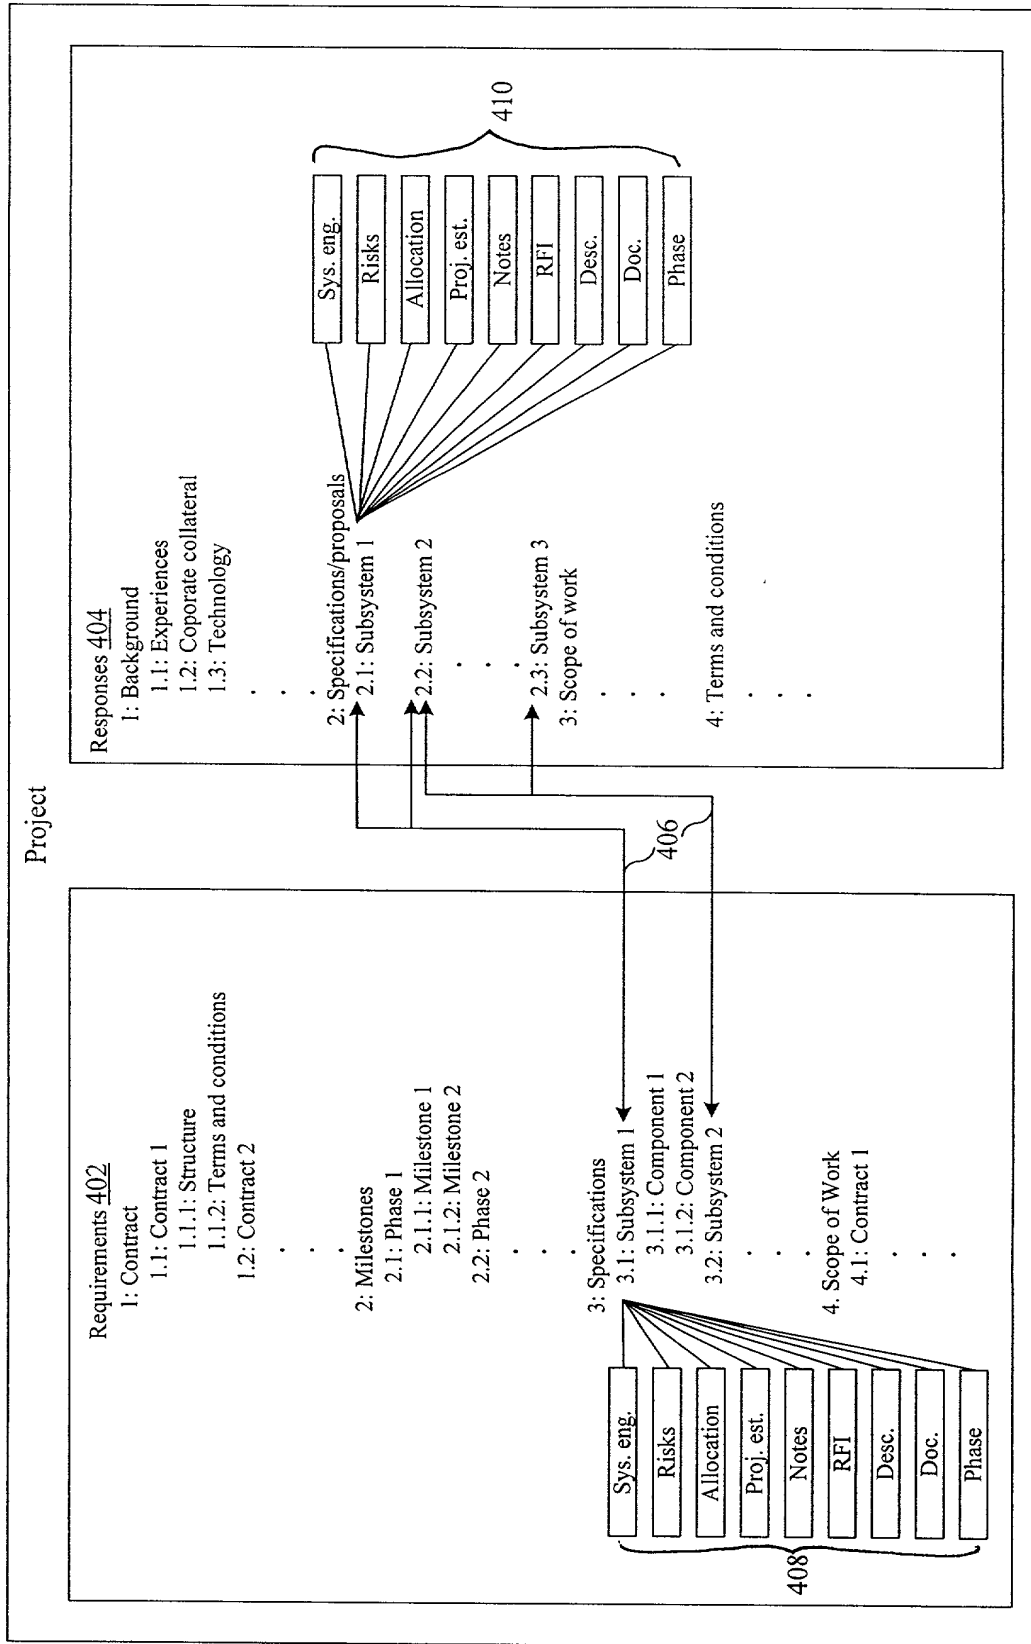 Project
Requirements 402
1: Contract
1.1: Contract 1
1.1.1: Structure
1.1.2: Terms and conditions
1.2: Contract 2
. . .
2: Milestones
2.1: Phase 1
2.1.1: Milestone 1
2.1.2: Milestone 2
2.2: Phase 2
. . .
3: Specifications
3.1: Subsystem 1
3.1.1: Component 1
3.1.2: Component 2
3.2: Subsystem 2
. . .
4. Scope of Work
4.1: Contract 1
. . .
Sys. eng.
Risks
Allocation
Proj. est.
Notes
RFI
Desc.
Doc.
Phase
408
406
Responses 404
1: Background
1.1: Experiences
1.2: Coporate collateral
1.3: Technology
. . .
2: Specifications/proposals
2.1: Subsystem 1
2.2: Subsystem 2
. . .
2.3: Subsystem 3
3: Scope of work
. . .
4: Terms and conditions
. . .
Sys. eng.
Risks
Allocation
Proj. est.
Notes
RFI
Desc.
Doc.
Phase
410